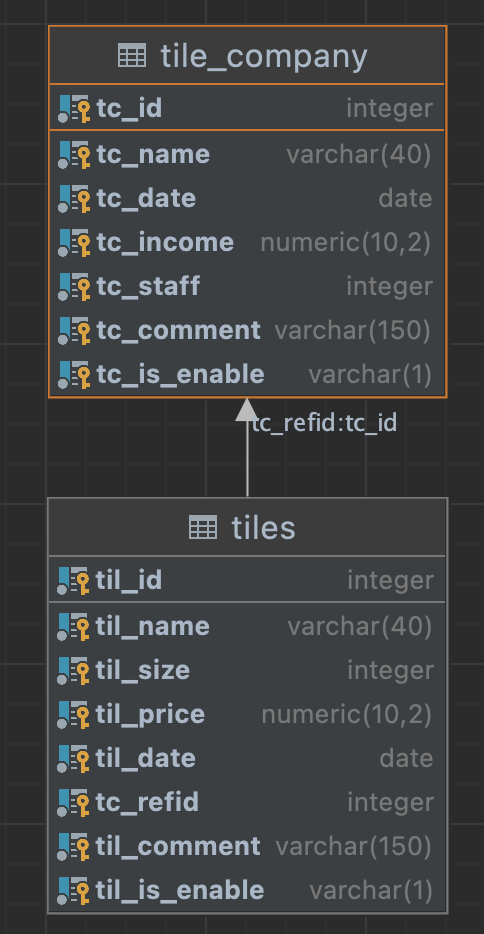 tile_company
tc_id integer
tc_name varchar(40)
tc_date date
tc_income numeric(10,2)
tc_staff integer
tc_comment varchar(150)
tc_is_enable varchar(1)
tc_refid:tc_id
tiles
til_id integer
til_name varchar(40)
til_size integer
til_price numeric(10,2)
til_date date
tc_refid integer
til_comment varchar(150)
til_is_enable varchar(1)